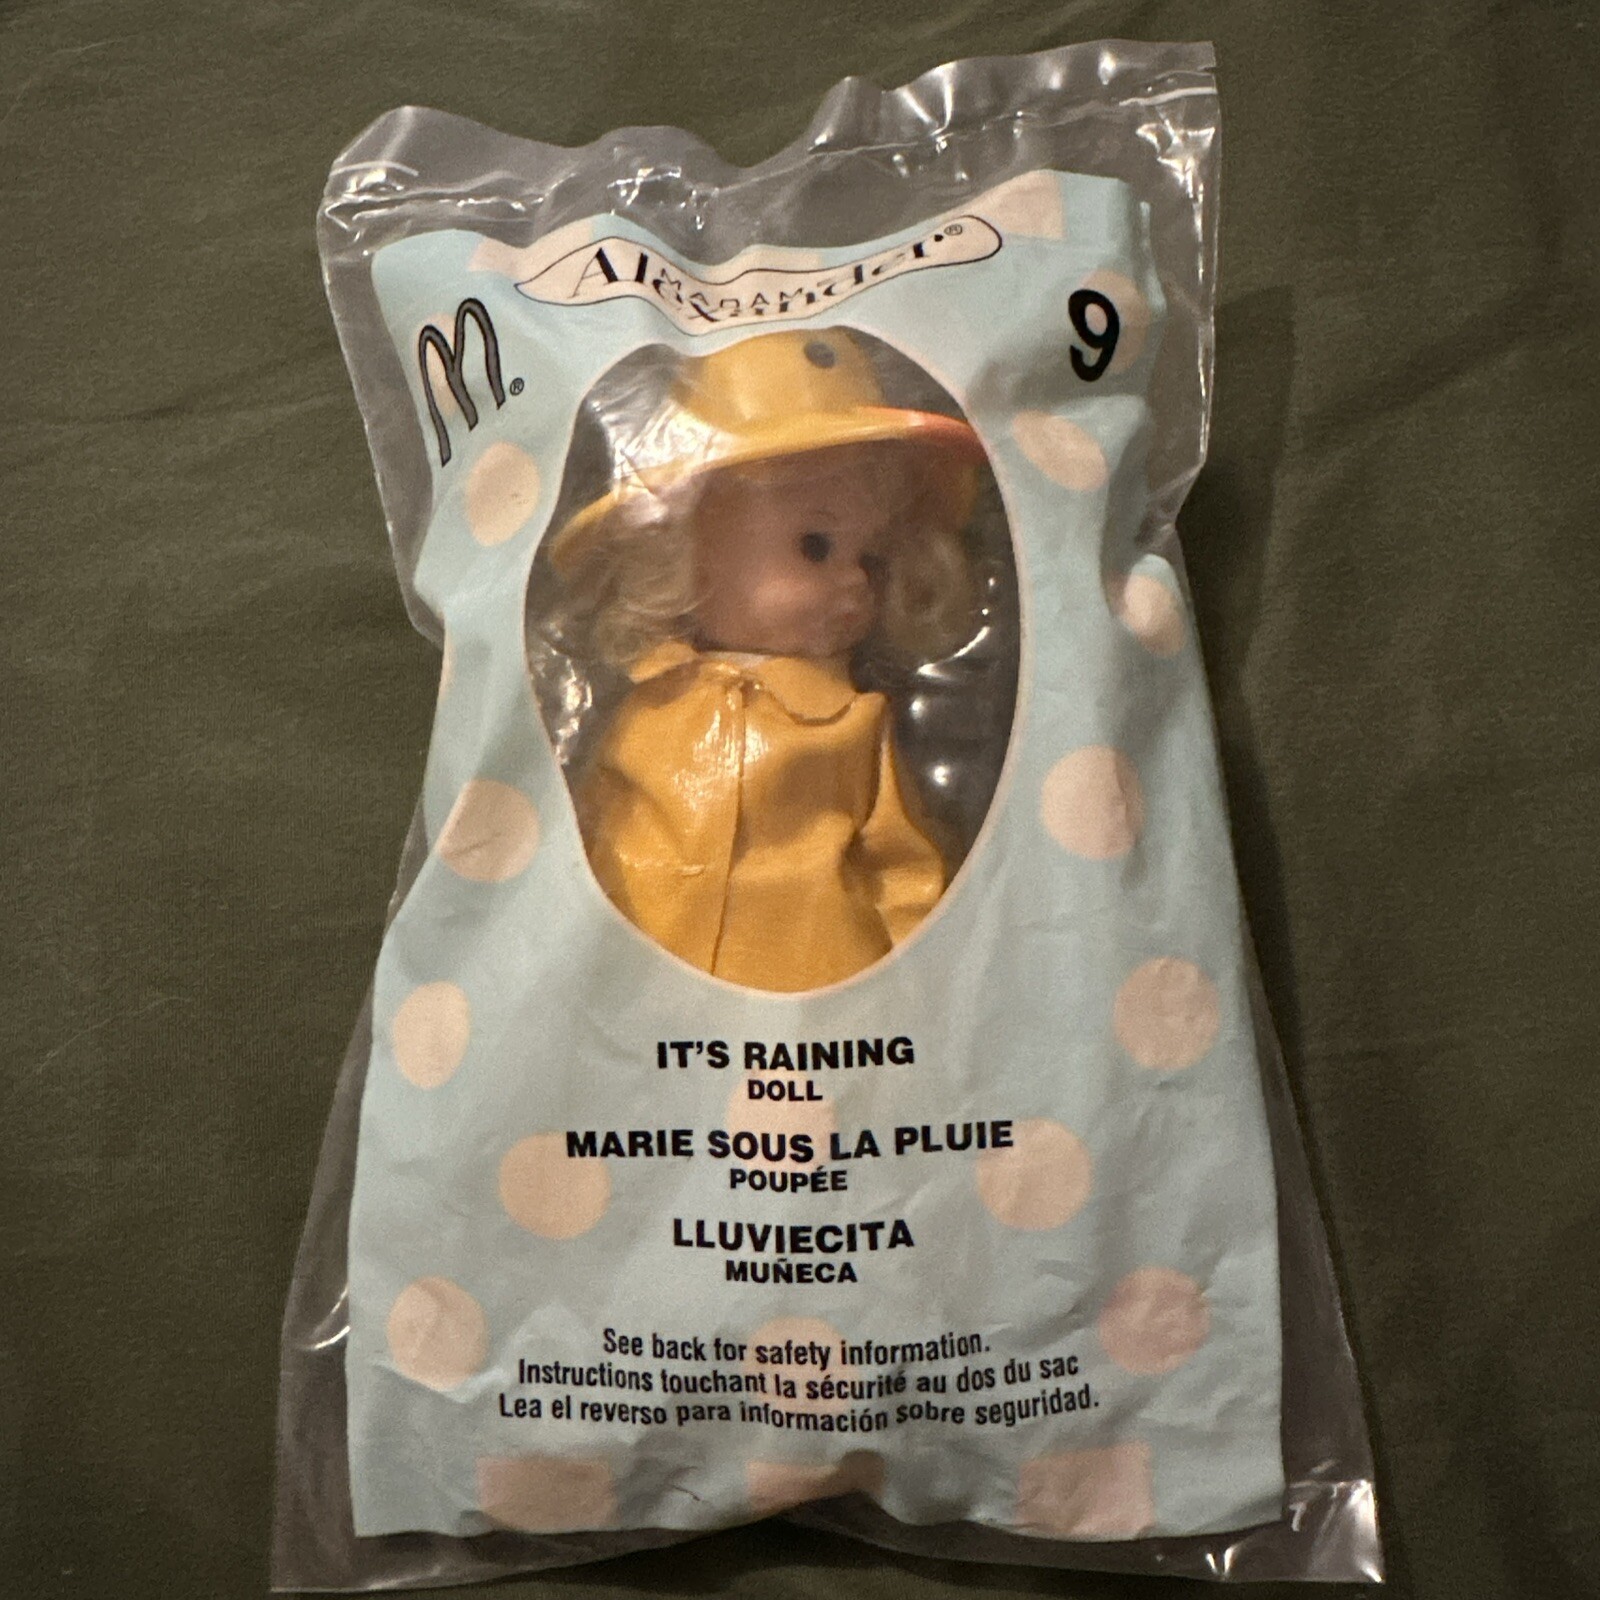 MADAME
Alexander®
M®
9
IT'S RAINING
DOLL
MARIE SOUS LA PLUIE
POUPÉE
LLUVIECITA
MUÑECA
See back for safety information.
Instructions touchant la sécurité au dos du sac
Lea el reverso para información sobre seguridad.